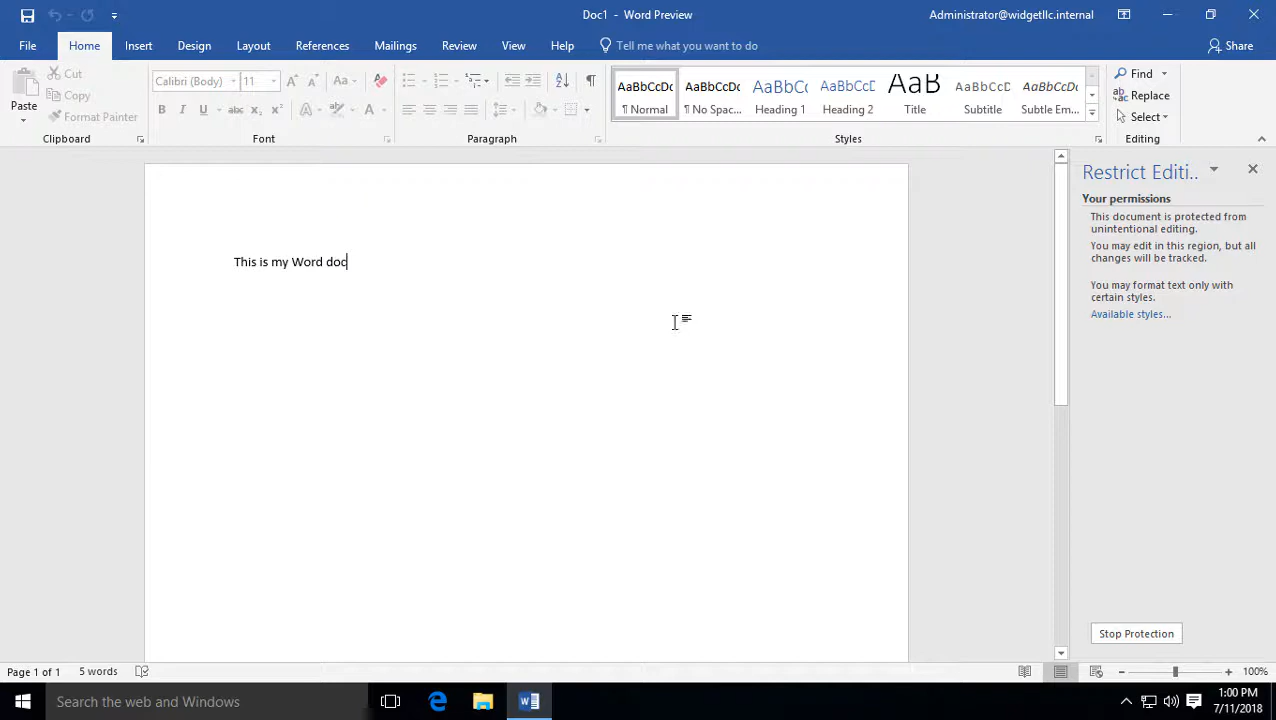 Doc1 - Word Preview
Administrator@widgetllc.internal
File Home Insert Design Layout References Mailings Review View Help Tell me what you want to do Share
Paste
Cut
Copy
Format Painter
Clipboard
Calibri (Body) 11
Aa
B I U abc X₂ X² A ab A
Font
Paragraph
AaBbCcDc AaBbCcDc AaBbCc AaBbCcD AaB AaBbCcD AaBbCcDc
¶ Normal ¶ No Spac... Heading 1 Heading 2 Title Subtitle Subtle Em...
Styles
Find
Replace
Select
Editing
This is my Word doc
Restrict Editi..
Your permissions
This document is protected from
unintentional editing.
You may edit in this region, but all
changes will be tracked.
You may format text only with
certain styles.
Available styles...
Stop Protection
Page 1 of 1 5 words
100%
Search the web and Windows
1:00 PM
7/11/2018